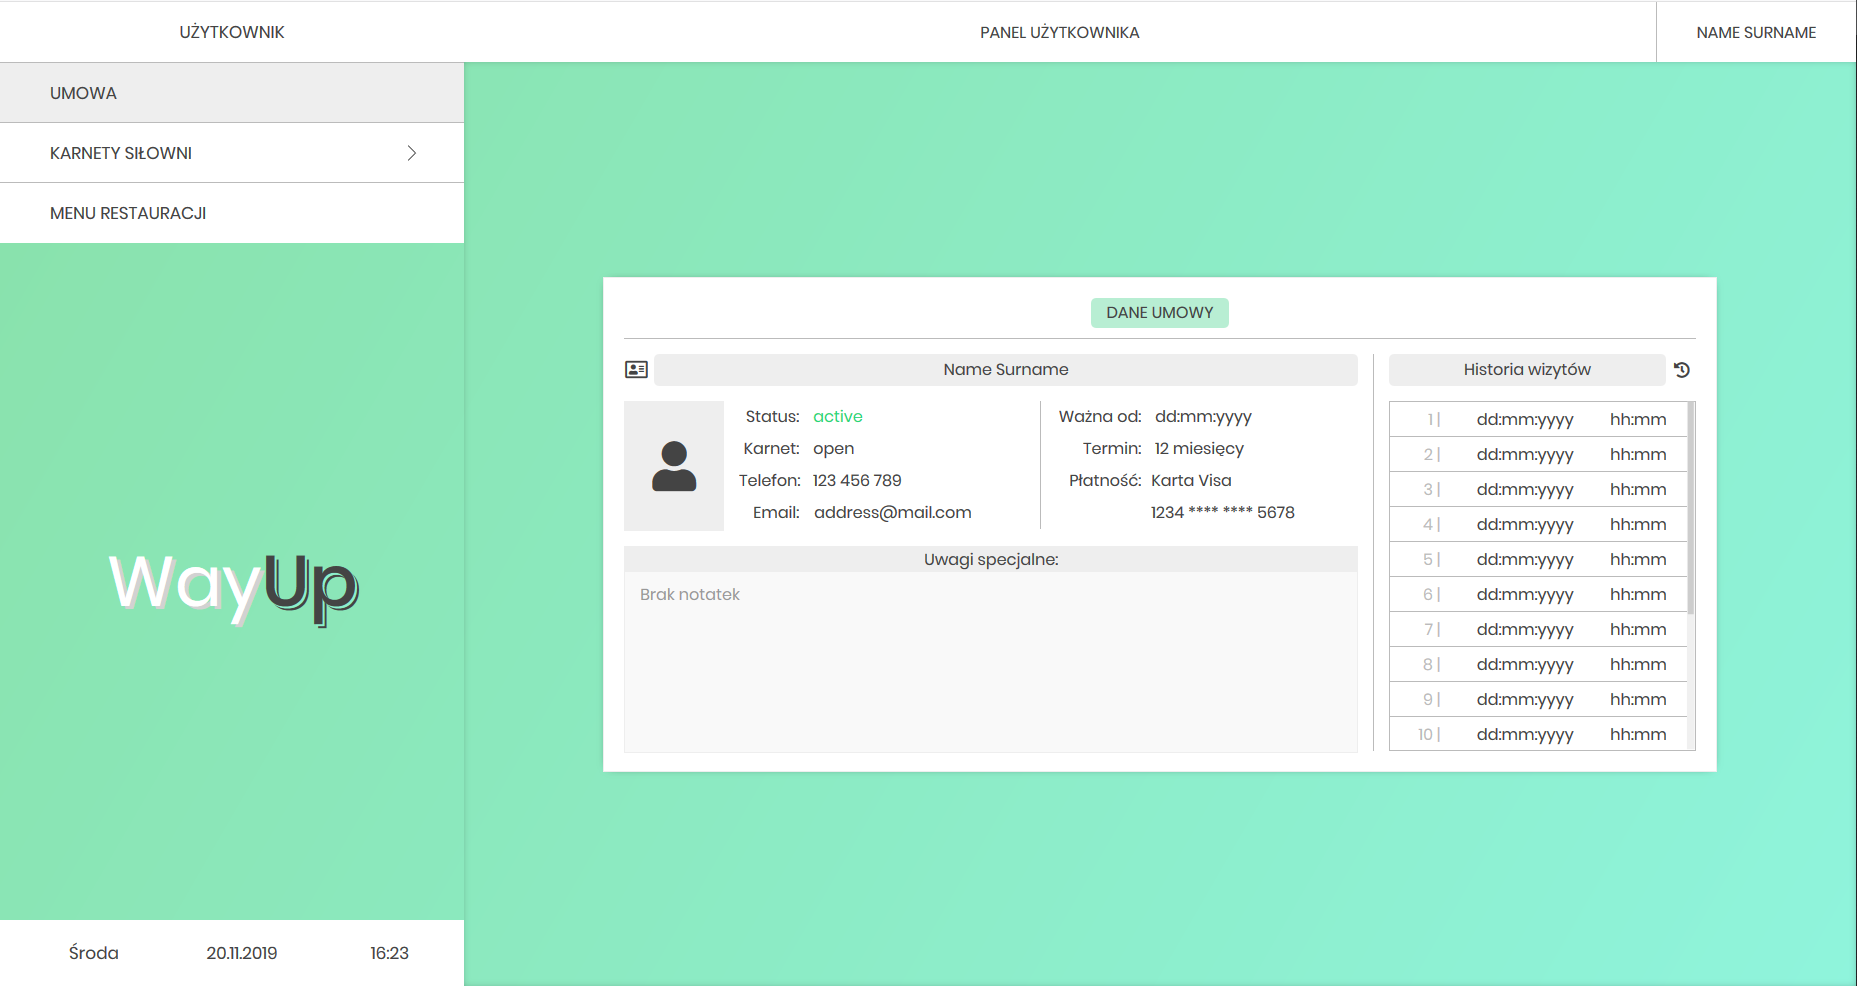 UŻYTKOWNIK
PANEL UŻYTKOWNIKA
NAME SURNAME
UMOWA
KARNETY SIŁOWNI
MENU RESTAURACJI
WayUp
Środa 20.11.2019 16:23
DANE UMOWY
Name Surname
Status: active
Karnet: open
Telefon: 123 456 789
Email: address@mail.com
Ważna od: dd:mm:yyyy
Termin: 12 miesięcy
Płatność: Karta Visa
1234 **** **** 5678
Uwagi specjalne:
Brak notatek
Historia wizytów
1 | dd:mm:yyyy hh:mm
2 | dd:mm:yyyy hh:mm
3 | dd:mm:yyyy hh:mm
4 | dd:mm:yyyy hh:mm
5 | dd:mm:yyyy hh:mm
6 | dd:mm:yyyy hh:mm
7 | dd:mm:yyyy hh:mm
8 | dd:mm:yyyy hh:mm
9 | dd:mm:yyyy hh:mm
10 | dd:mm:yyyy hh:mm